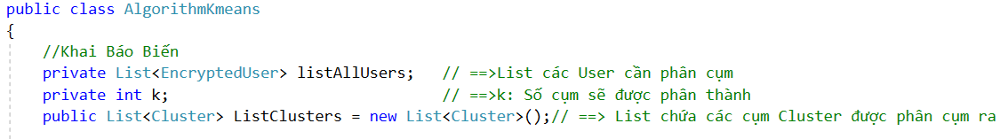 public class AlgorithmKmeans
{
//Khai Báo Biến
private List<EncryptedUser> listAllUsers; // ==>List các User cần phân cụm
private int k; // ==>k: Số cụm sẽ được phân thành
public List<Cluster> ListClusters = new List<Cluster>();// ==> List chứa các cụm Cluster được phân cụm ra